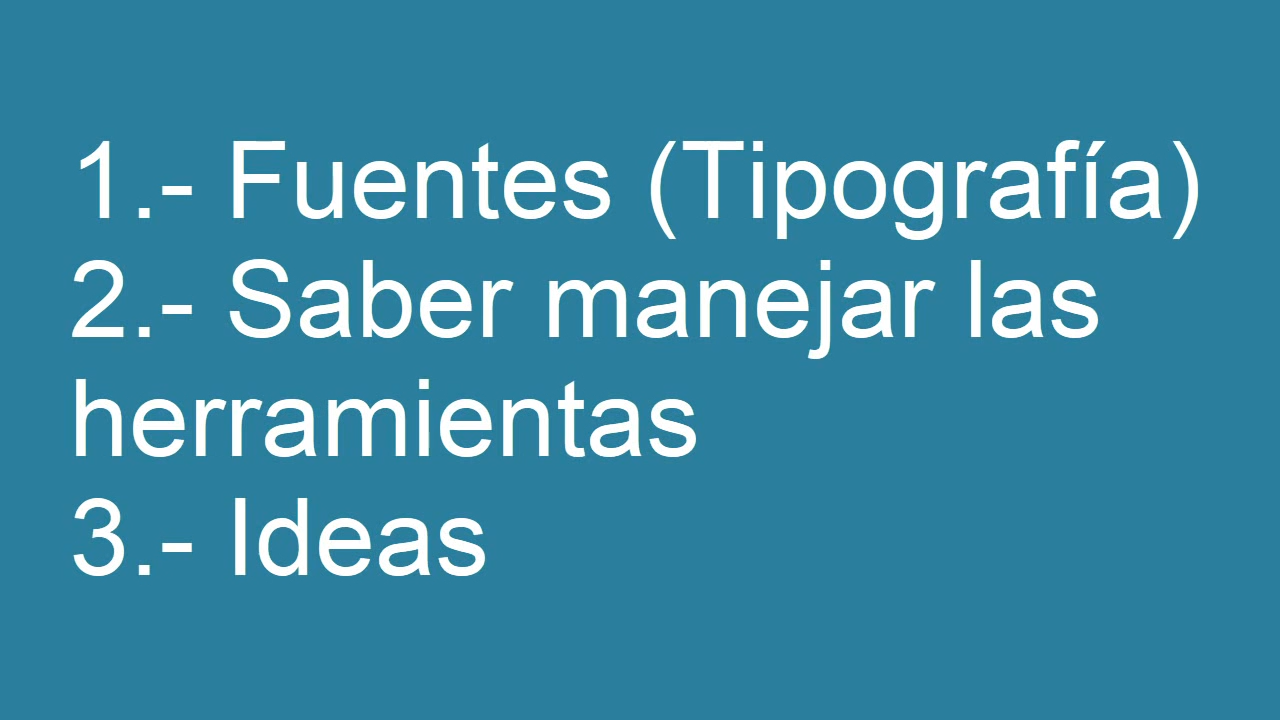 1.- Fuentes (Tipografía)
2.- Saber manejar las
herramientas
3.- Ideas